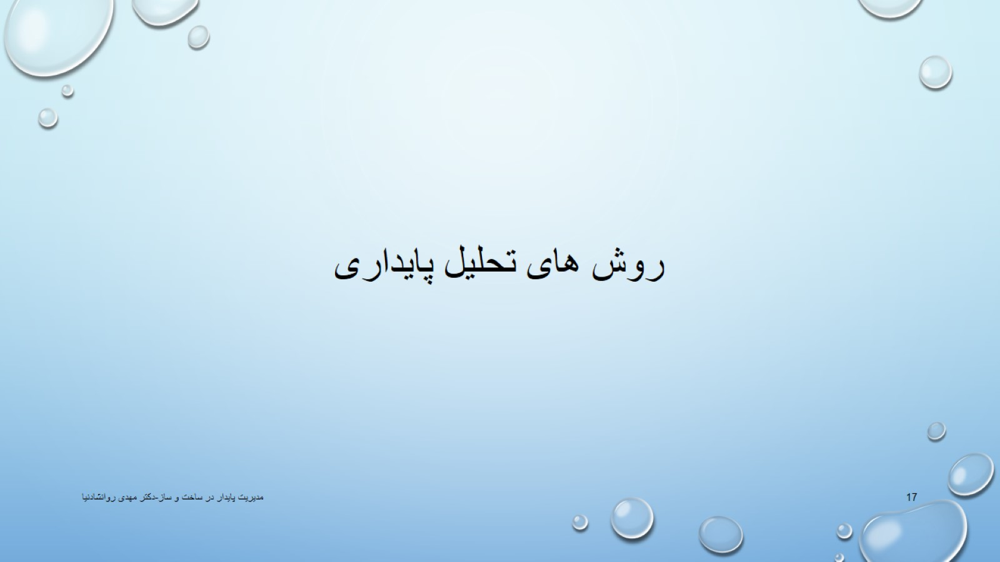 روش های تحلیل پایداری
مدیریت پایدار در ساخت و ساز-دکتر مهدی روانشادنیا
17